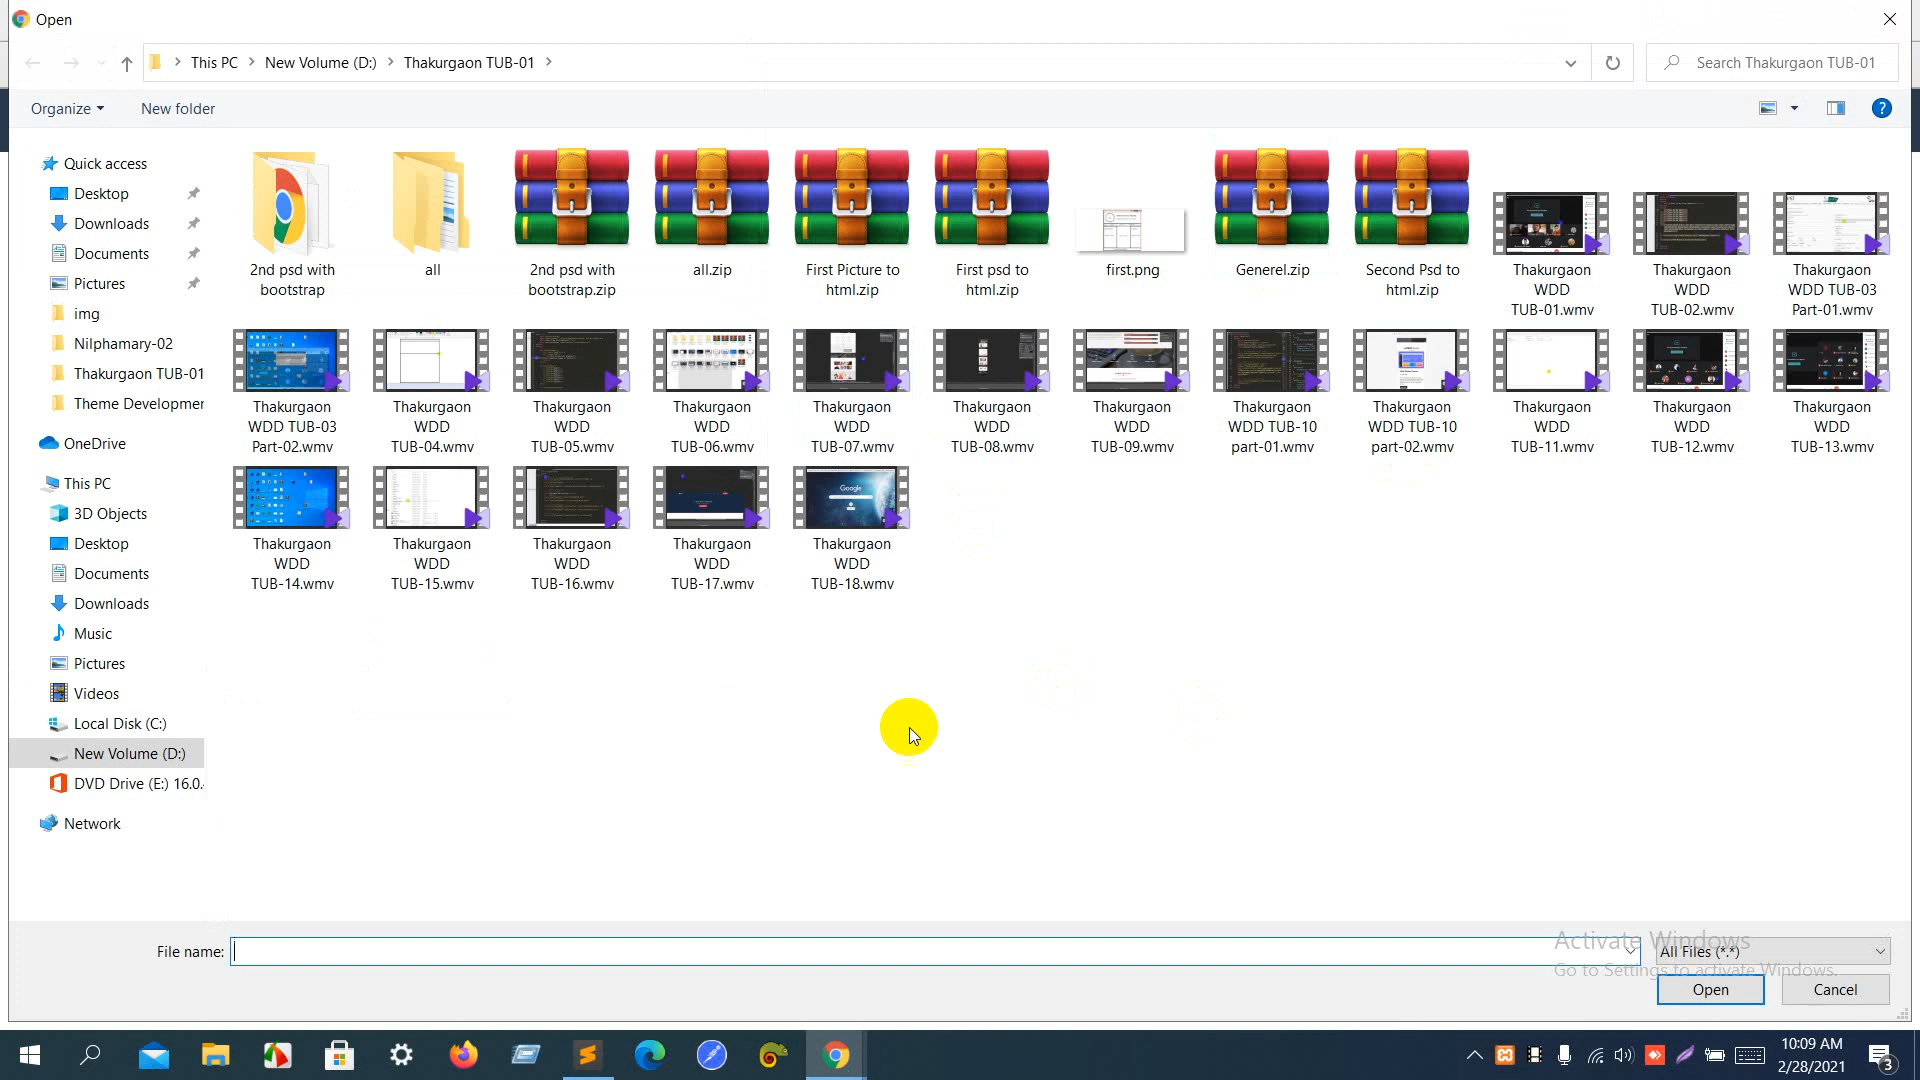 Open
This PC
New Volume (D:)
Thakurgaon TUB-01
Search Thakurgaon TUB-01
Organize
New folder
Quick access
Desktop
Downloads
Documents
Pictures
img
Nilphamary-02
Thakurgaon TUB-01
Theme Developmer
OneDrive
This PC
3D Objects
Desktop
Documents
Downloads
Music
Pictures
Videos
Local Disk (C:)
New Volume (D:)
DVD Drive (E:) 16.0.
Network
2nd psd with
bootstrap
all
2nd psd with
bootstrap.zip
all.zip
First Picture to
html.zip
First psd to
html.zip
first.png
Generel.zip
Second Psd to
html.zip
Thakurgaon
WDD
TUB-01.wmv
Thakurgaon
WDD
TUB-02.wmv
Thakurgaon
WDD TUB-03
Part-01.wmv
Thakurgaon
WDD TUB-03
Part-02.wmv
Thakurgaon
WDD
TUB-04.wmv
Thakurgaon
WDD
TUB-05.wmv
Thakurgaon
WDD
TUB-06.wmv
Thakurgaon
WDD
TUB-07.wmv
Thakurgaon
WDD
TUB-08.wmv
Thakurgaon
WDD
TUB-09.wmv
Thakurgaon
WDD TUB-10
part-01.wmv
Thakurgaon
WDD TUB-10
part-02.wmv
Thakurgaon
WDD
TUB-11.wmv
Thakurgaon
WDD
TUB-12.wmv
Thakurgaon
WDD
TUB-13.wmv
Thakurgaon
WDD
TUB-14.wmv
Thakurgaon
WDD
TUB-15.wmv
Thakurgaon
WDD
TUB-16.wmv
Thakurgaon
WDD
TUB-17.wmv
Google
Thakurgaon
WDD
TUB-18.wmv
File name:
All Files (*.*)
Activate Windows
Go to Settings to activate Windows.
Open
Cancel
10:09 AM
2/28/2021
3